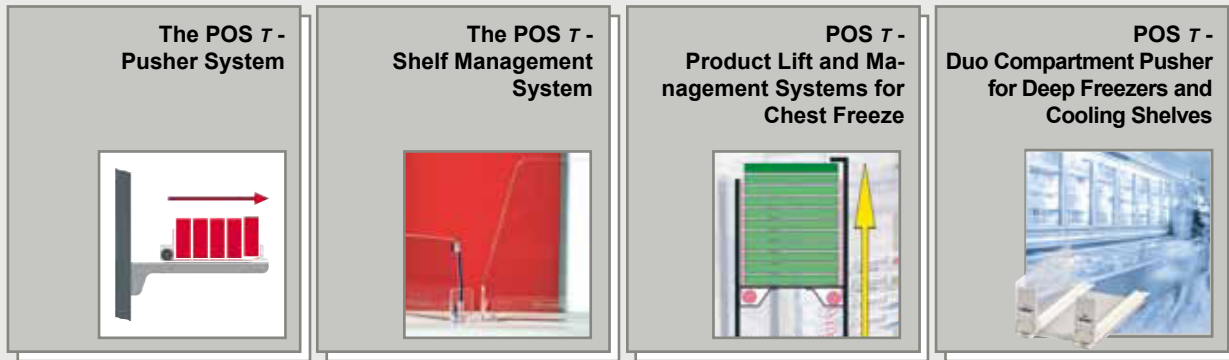 The POS T -
Pusher System
The POS T -
Shelf Management
System
POS T -
Product Lift and Ma-
nagement Systems for
Chest Freeze
POS T -
Duo Compartment Pusher
for Deep Freezers and
Cooling Shelves